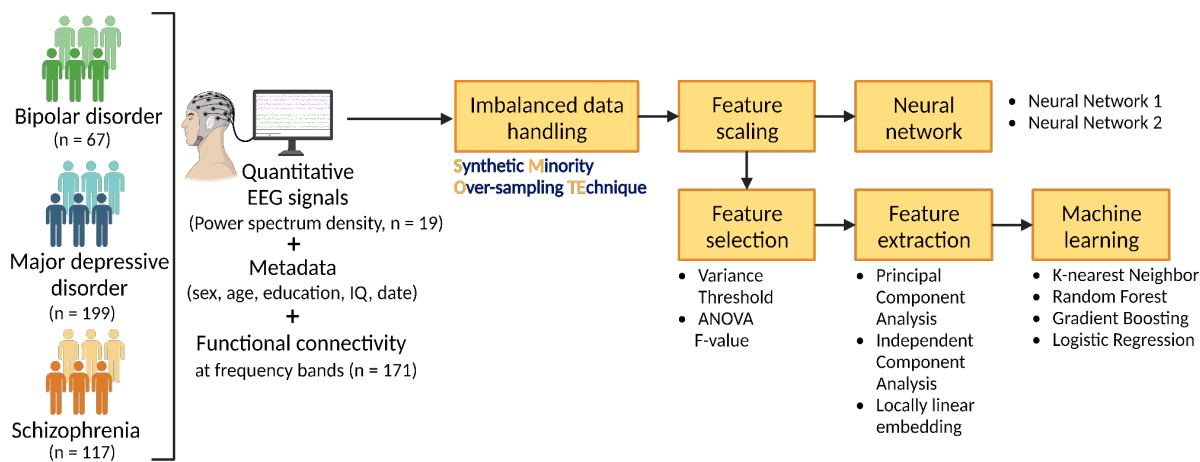 Bipolar disorder
(n = 67)
Major depressive
disorder
(n = 199)
Schizophrenia
(n = 117)
Quantitative
EEG signals
(Power spectrum density, n = 19)
+
Metadata
(sex, age, education, IQ, date)
+
Functional connectivity
at frequency bands (n = 171)
Imbalanced data
handling
Synthetic Minority
Over-sampling TEchnique
Feature
scaling
Neural
network
• Neural Network 1
• Neural Network 2
Feature
selection
• Variance
Threshold
• ANOVA
F-value
Feature
extraction
• Principal
Component
Analysis
• Independent
Component
Analysis
• Locally linear
embedding
Machine
learning
• K-nearest Neighbor
• Random Forest
• Gradient Boosting
• Logistic Regression